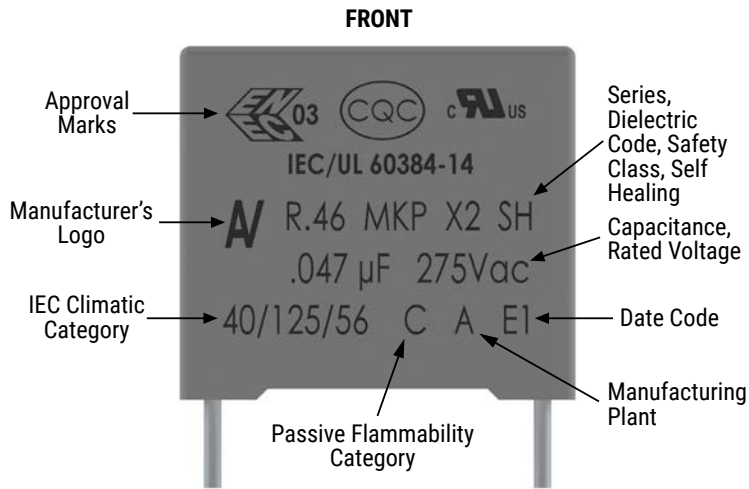 FRONT
Approval
Marks
03 CQC c RU US
IEC/UL 60384-14
Series,
Dielectric
Code, Safety
Class, Self
Healing
Manufacturer's
Logo
R.46 MKP X2 SH
.047 µF 275Vac
Capacitance,
Rated Voltage
IEC Climatic
Category
40/125/56 C A E1
Date Code
Passive Flammability
Category
Manufacturing
Plant